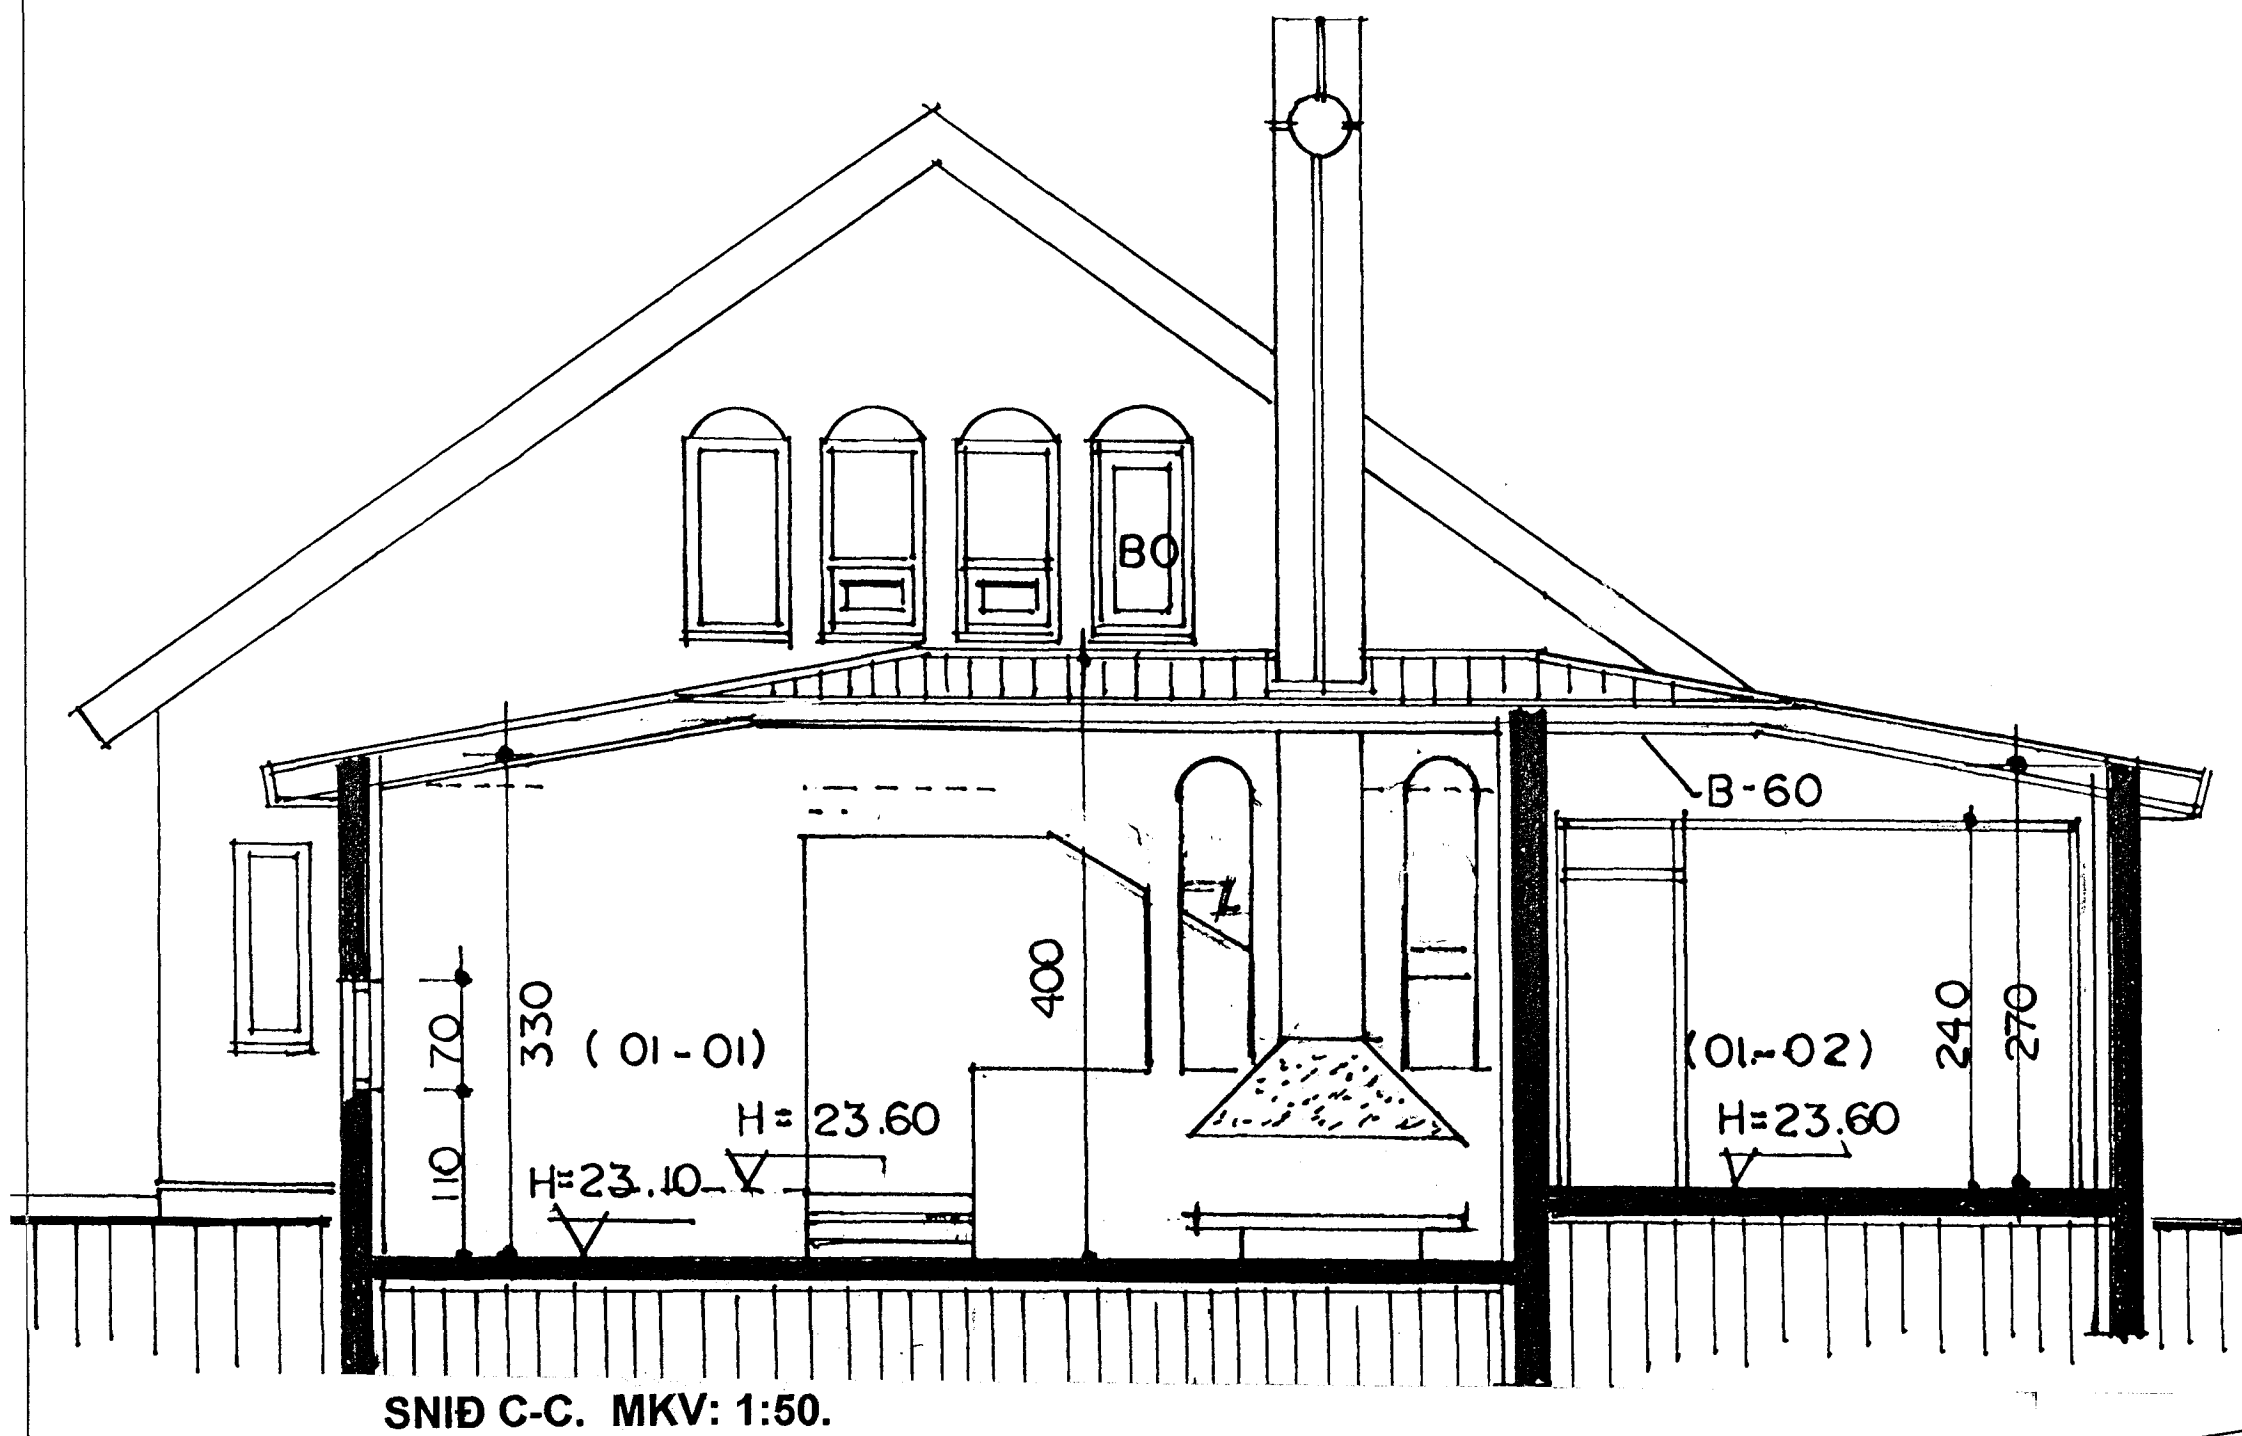 BO
B-60
400
330
70
(01-01)
240
270
(01-02)
H=23.60
H=23.60
110
H=23.10
SNIÐ C-C. MKV: 1:50.